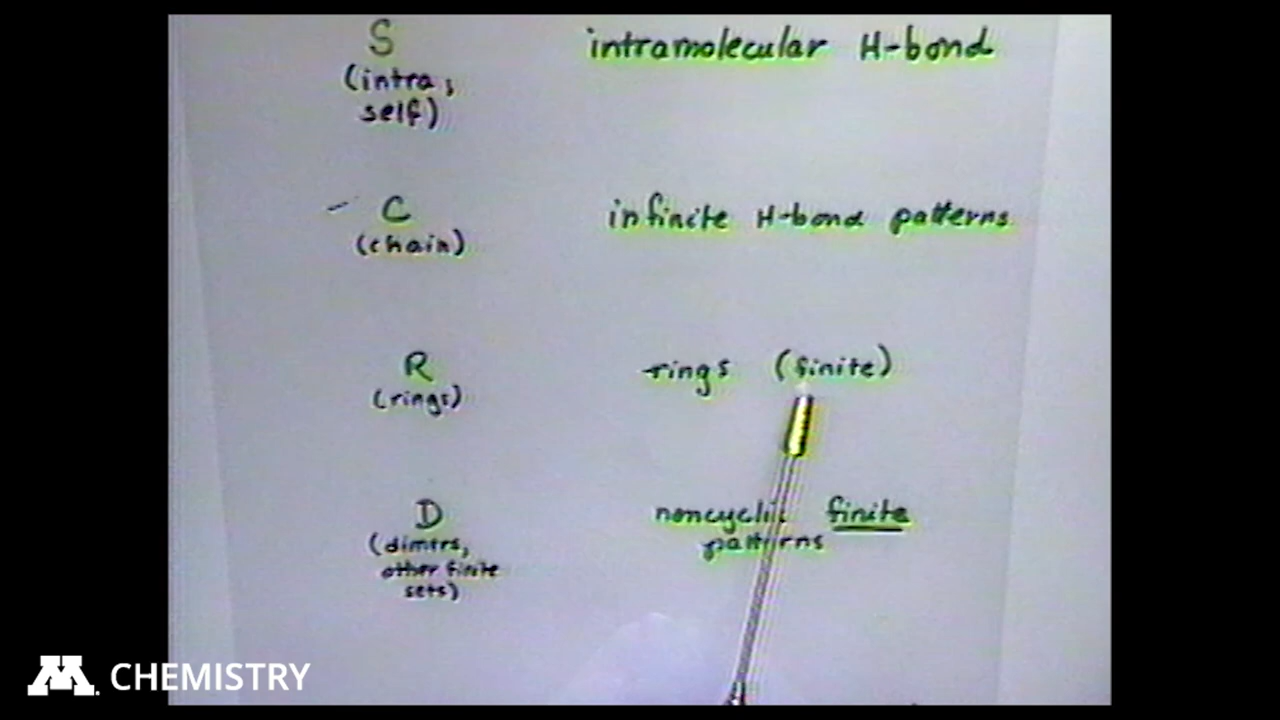 S intramolecular H-bond
(intra,
self)
C infinite H-bond patterns
(chain)
R rings (finite)
(rings)
D noncyclic finite
(dimers, patterns
other finite
sets)
M. CHEMISTRY